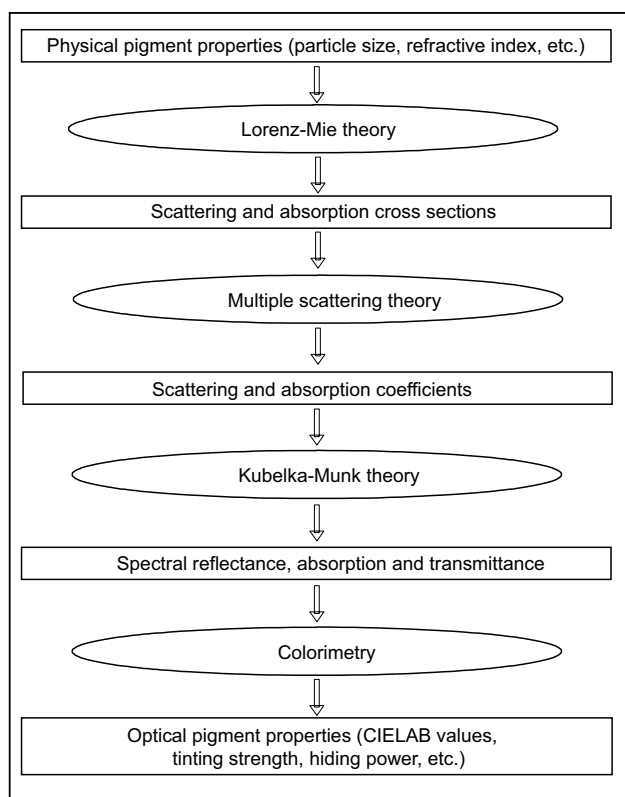 Physical pigment properties (particle size, refractive index, etc.)
Lorenz-Mie theory
Scattering and absorption cross sections
Multiple scattering theory
Scattering and absorption coefficients
Kubelka-Munk theory
Spectral reflectance, absorption and transmittance
Colorimetry
Optical pigment properties (CIELAB values,
tinting strength, hiding power, etc.)